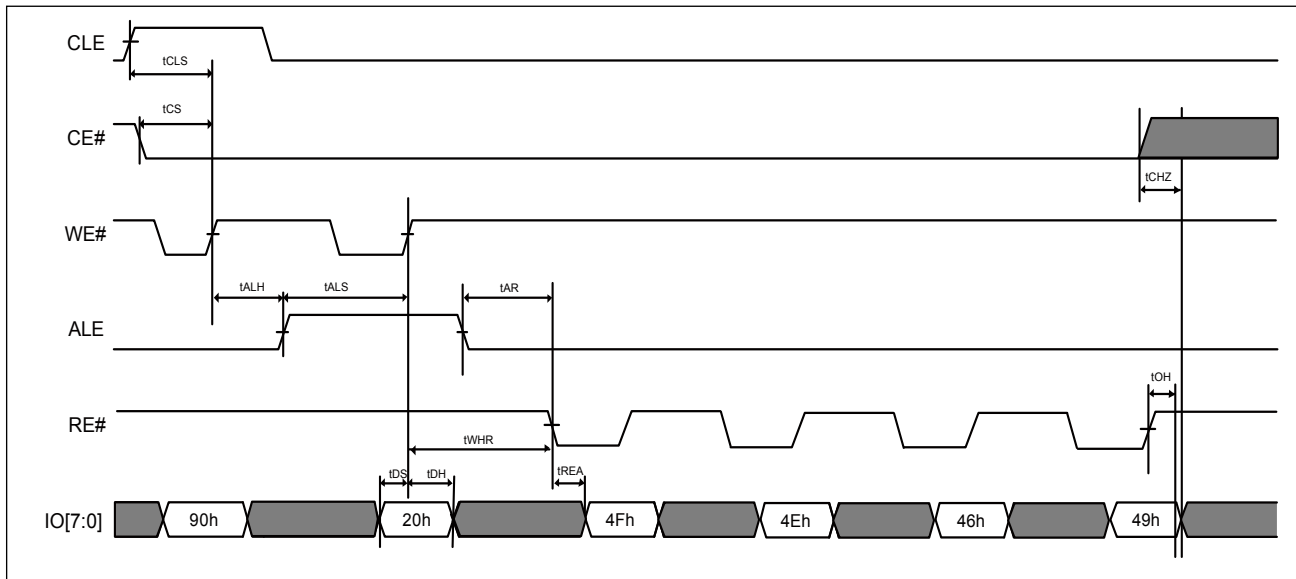 CLE
tCLS
CE#
tCS
tCHZ
WE#
tALH
tALS
tAR
ALE
tOH
RE#
tWHR
tDS
tDH
tREA
IO[7:0]
90h
20h
4Fh
4Eh
46h
49h